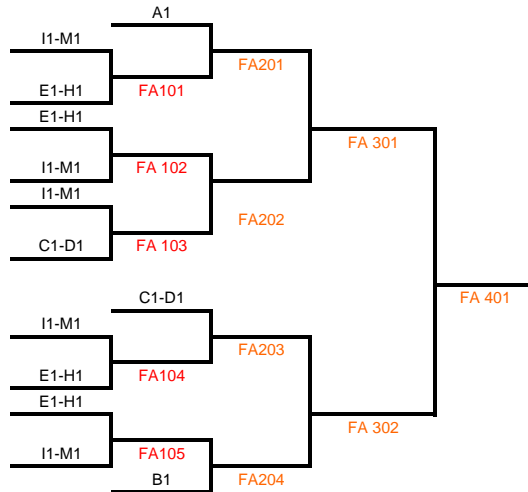 A1
I1-M1
FA201
E1-H1
FA101
E1-H1
FA 301
I1-M1
FA 102
I1-M1
FA202
C1-D1
FA 103
C1-D1
FA 401
I1-M1
FA203
E1-H1
FA104
E1-H1
FA 302
I1-M1
FA105
B1
FA204